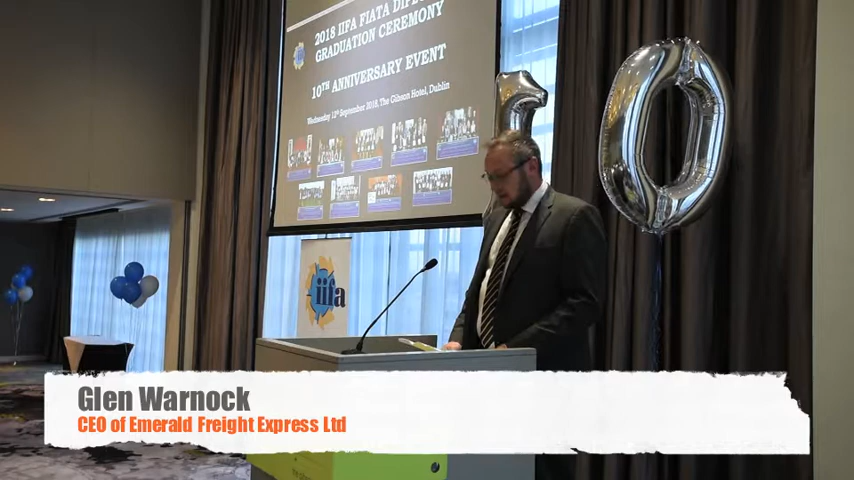 2018 IIFA FIATA
GRADUATION CEREMONY
10TH ANNIVERSARY EVENT
Wednesday 12th September 2018, The Gibson Hotel, Dublin
10
iifa
Glen Warnock
CEO of Emerald Freight Express Ltd